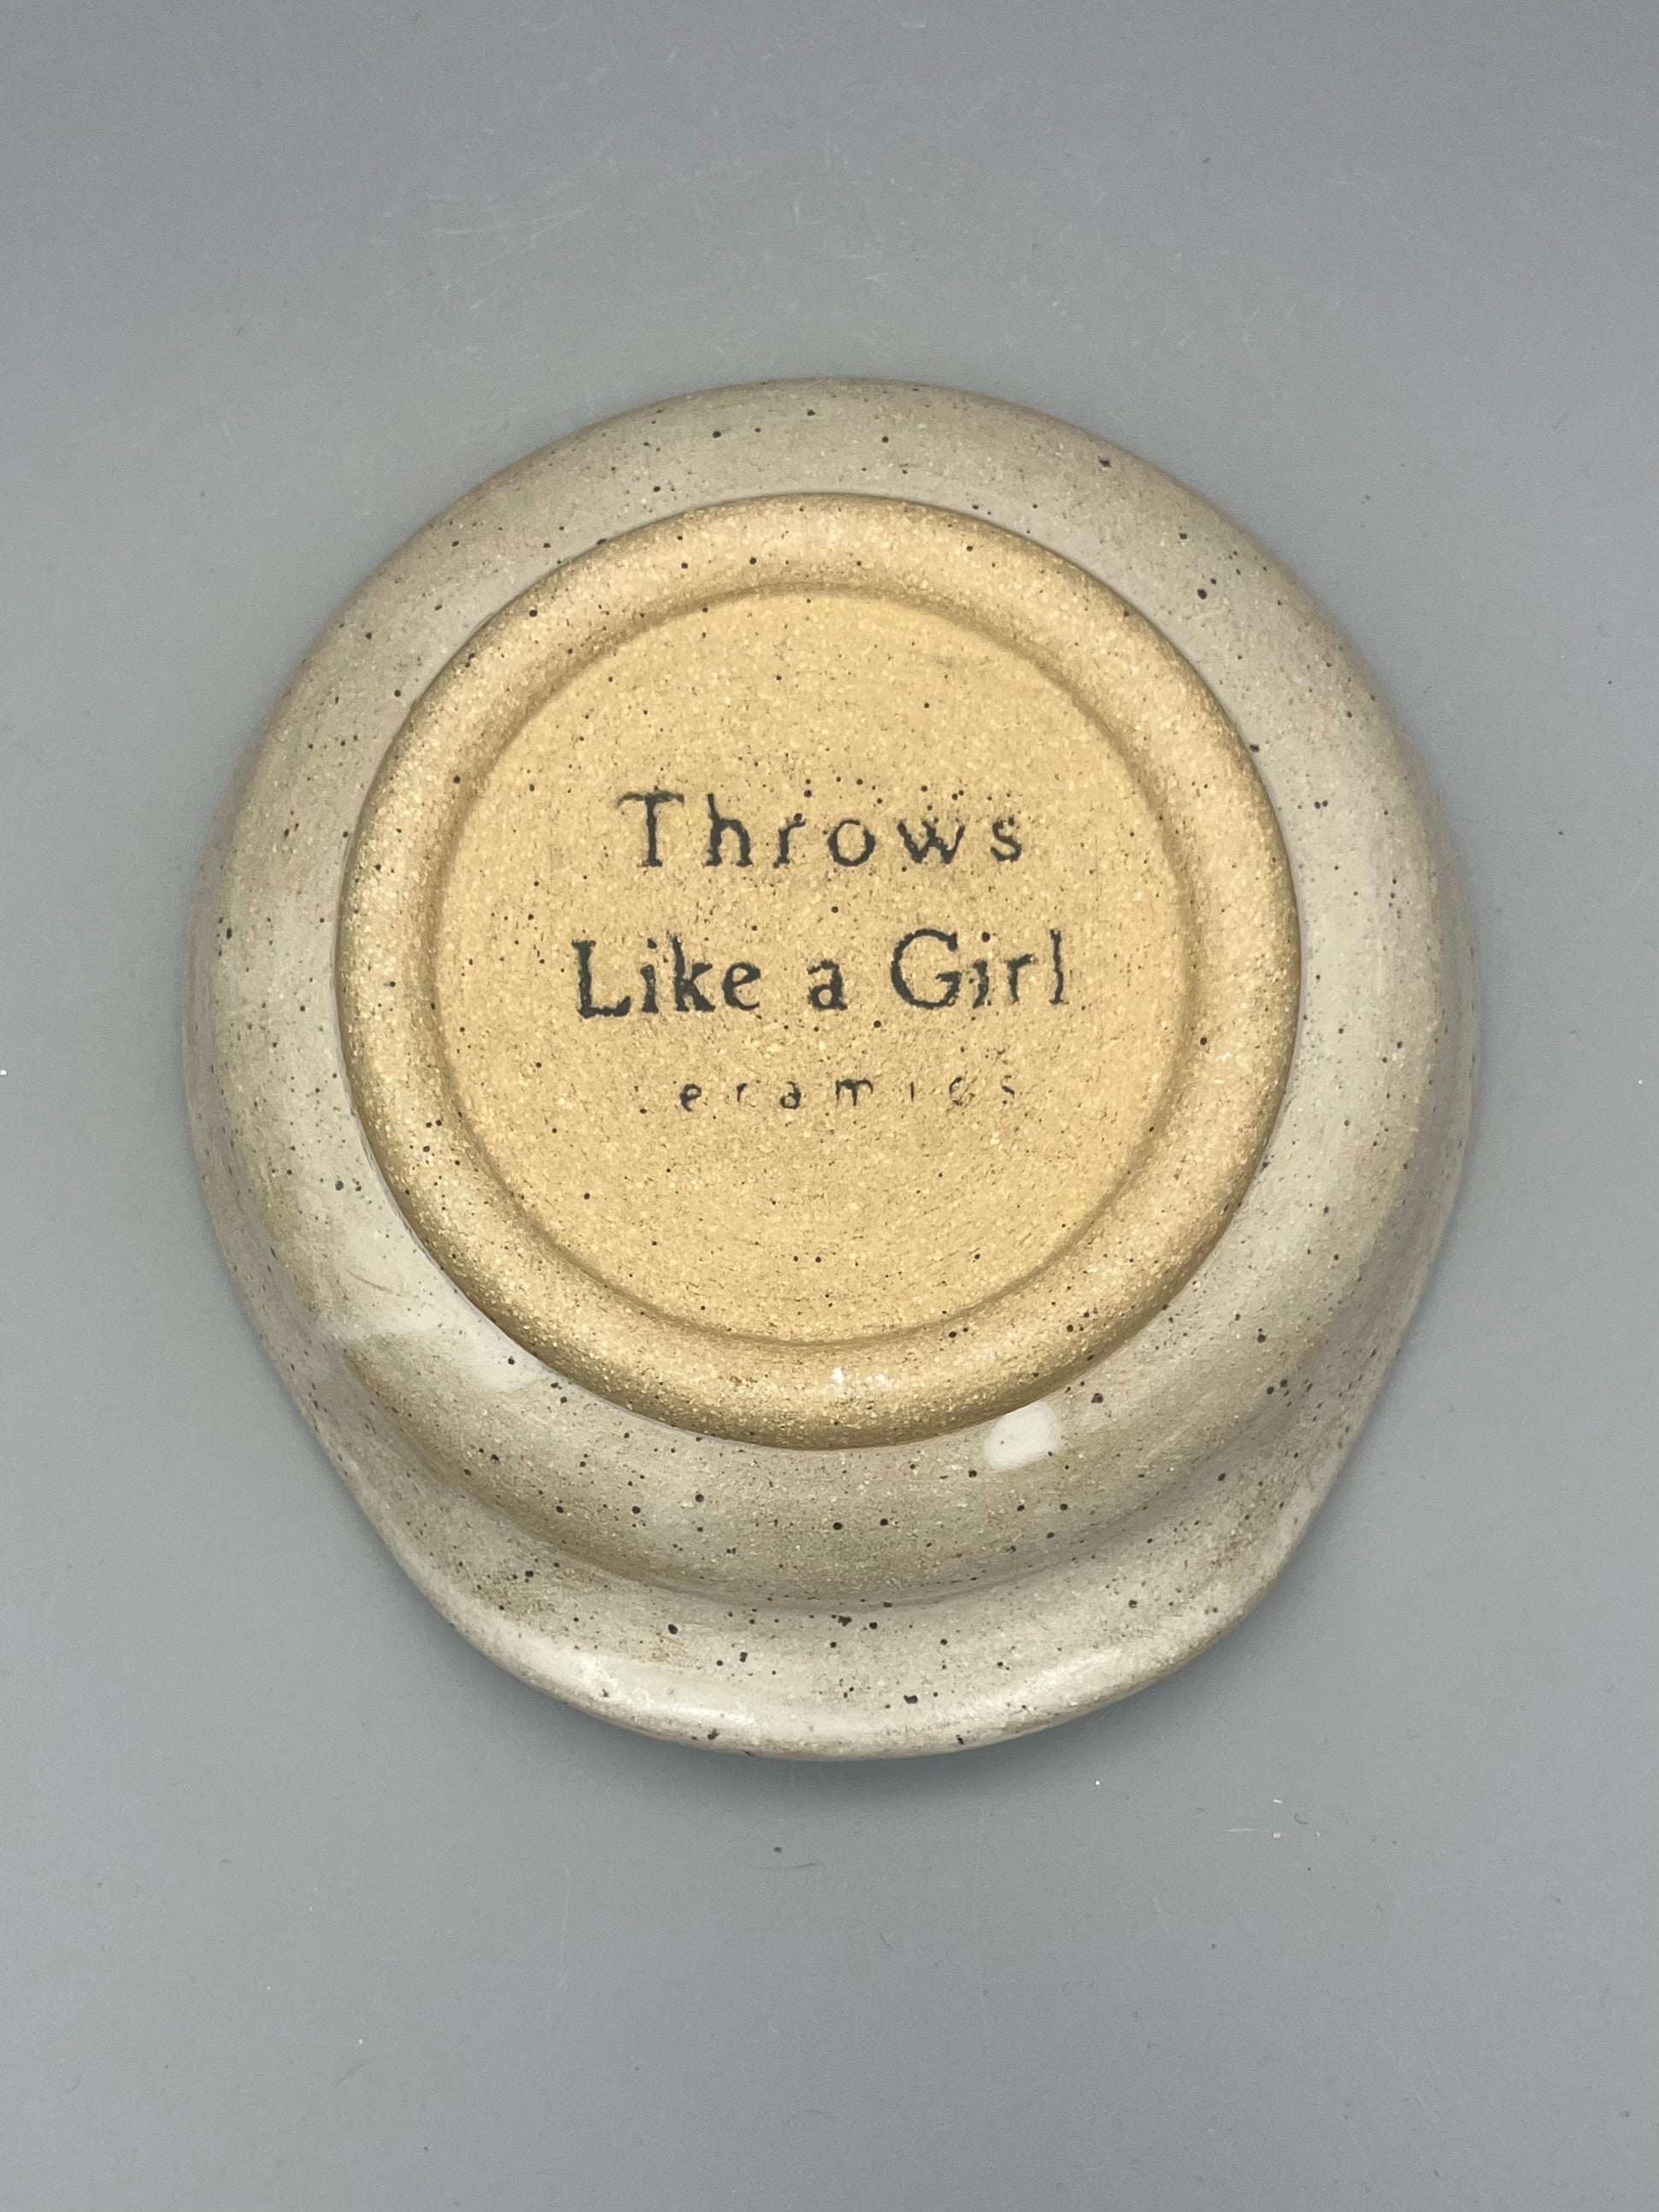 Throws
Like a Girl
ceramics